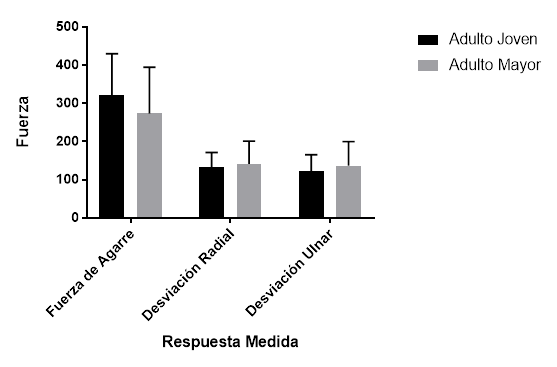 500
400
300
200
100
0
Fuerza
Fuerza de Agarre
Desviación Radial
Desviación Ulnar
Respuesta Medida
Adulto Joven
Adulto Mayor